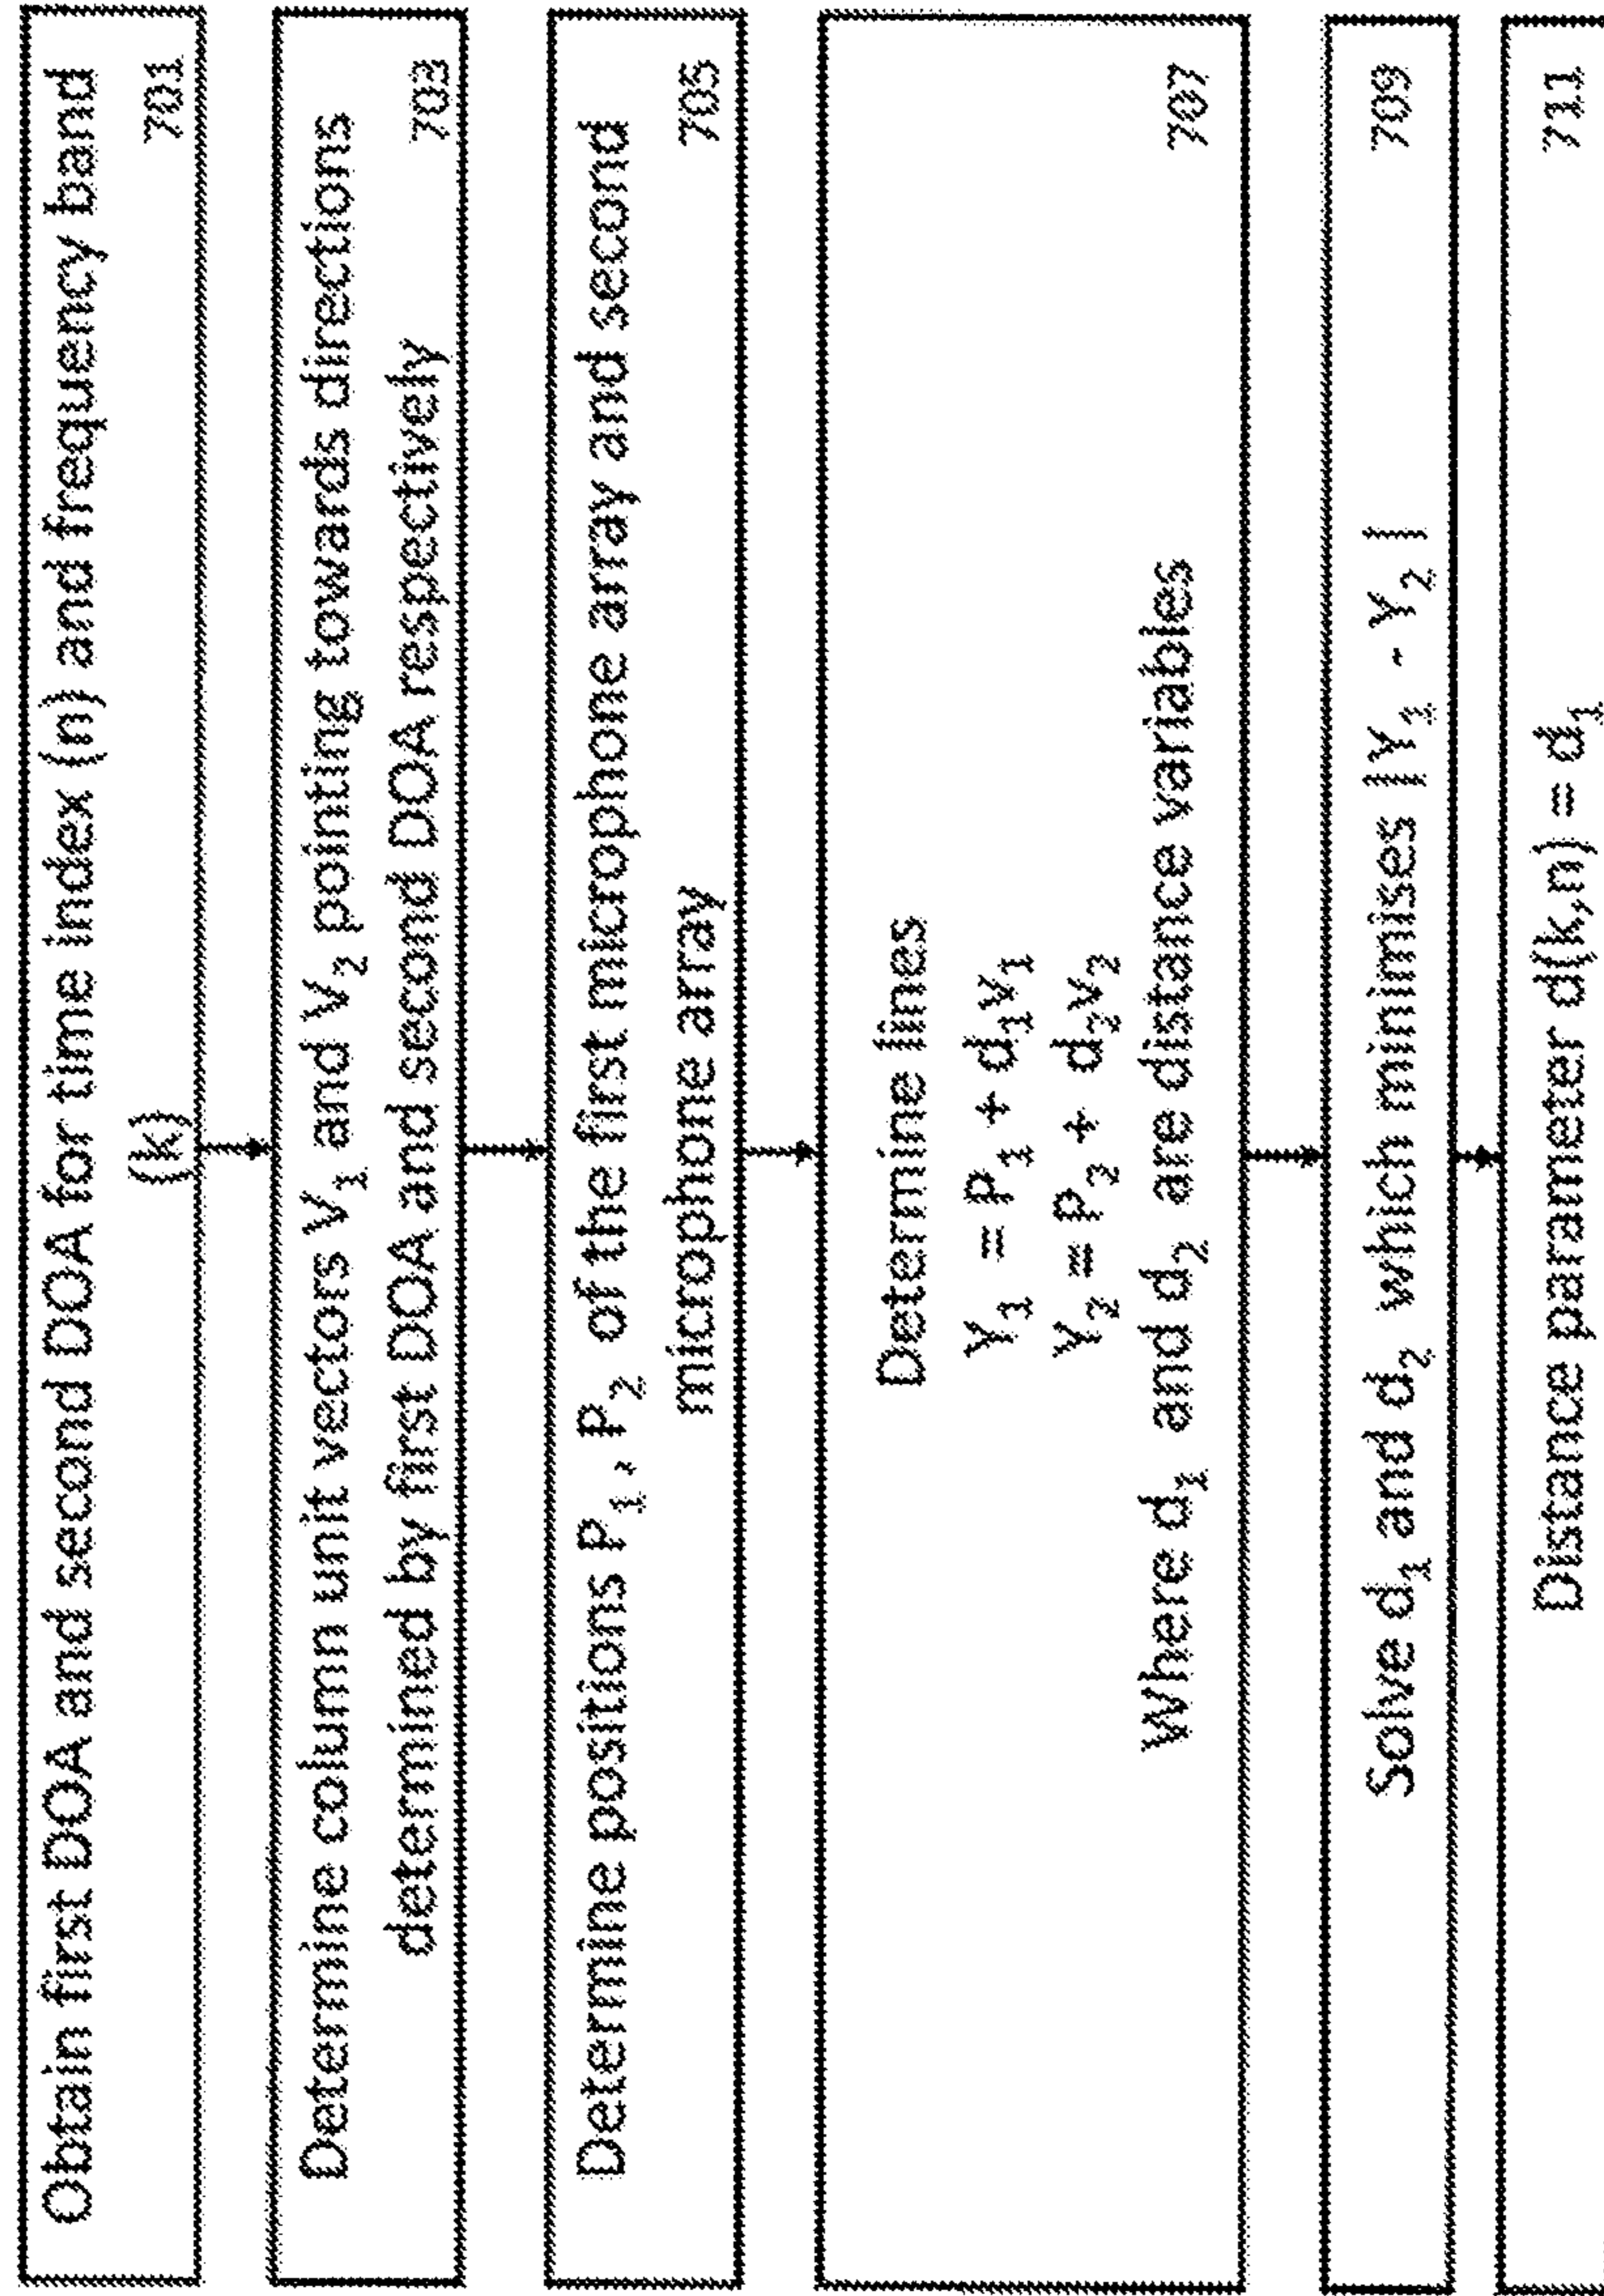 Obtain first DOA and second DOA for time index (n) and frequency band
(k)
701
Determine column unit vectors V₁ and V₂ pointing towards directions
determined by first DOA and second DOA respectively
703
Determine positions P₁, P₂ of the first microphone array and second
microphone array
705
Determine lines
Y₁ = P₁ + d₁v₁
Y₂ = P₂ + d₂v₂
Where d₁ and d₂ are distance variables
707
Solve d₁ and d₂ which minimises |Y₁ - Y₂|
709
Distance parameter d(k,n) = d₁
711